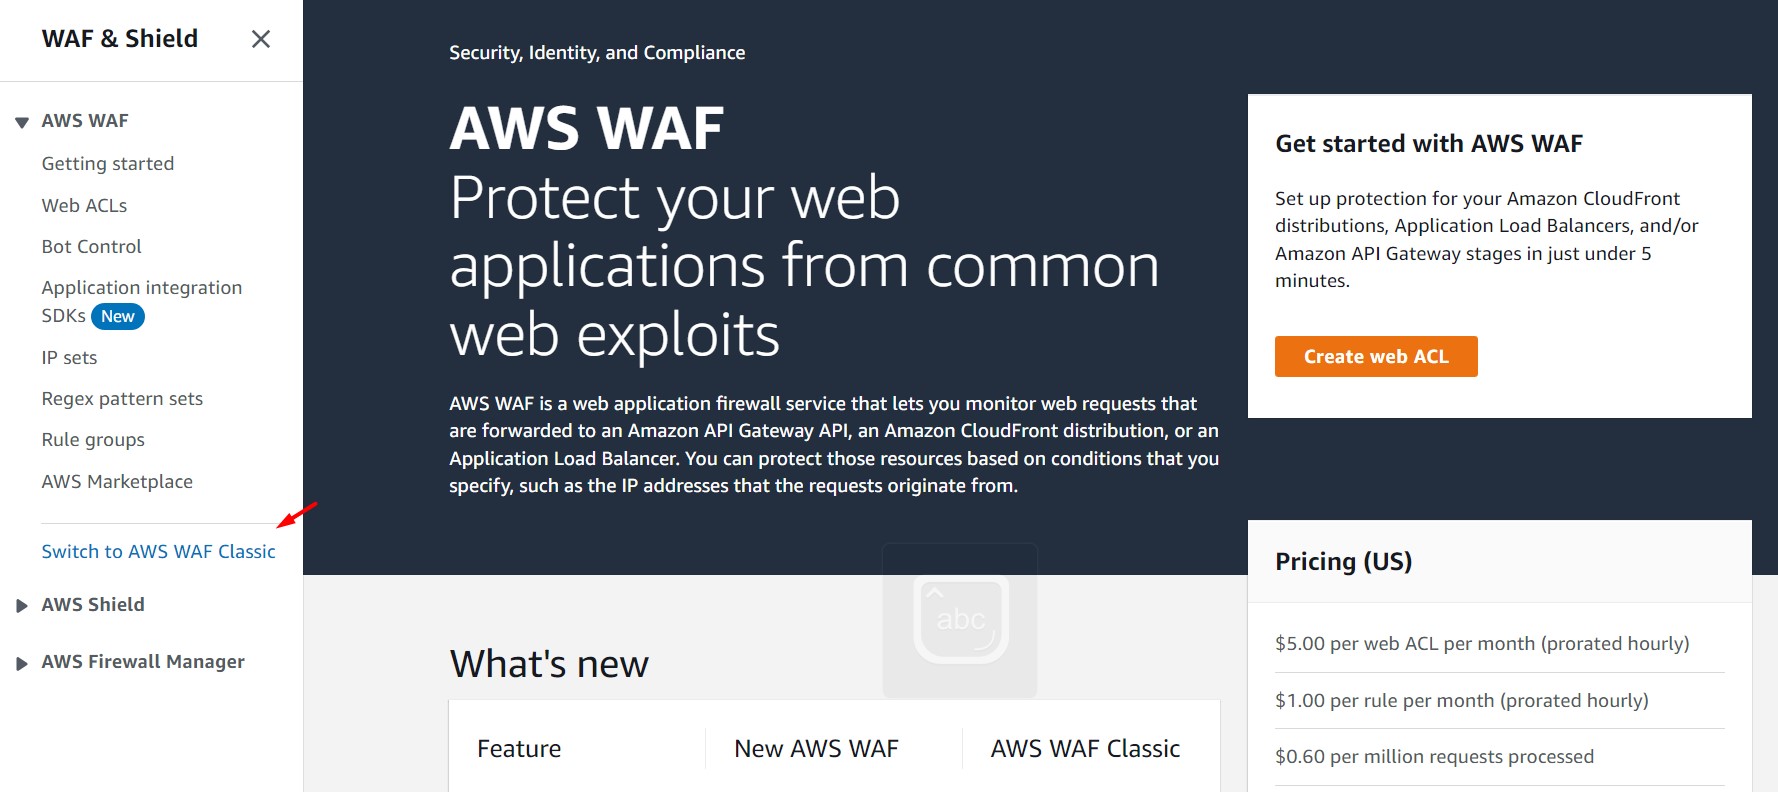 WAF & Shield
AWS WAF
Getting started
Web ACLs
Bot Control
Application integration
SDKs New
IP sets
Regex pattern sets
Rule groups
AWS Marketplace
Switch to AWS WAF Classic
AWS Shield
AWS Firewall Manager
Security, Identity, and Compliance
AWS WAF
Protect your web
applications from common
web exploits
AWS WAF is a web application firewall service that lets you monitor web requests that
are forwarded to an Amazon API Gateway API, an Amazon CloudFront distribution, or an
Application Load Balancer. You can protect those resources based on conditions that you
specify, such as the IP addresses that the requests originate from.
Get started with AWS WAF
Set up protection for your Amazon CloudFront
distributions, Application Load Balancers, and/or
Amazon API Gateway stages in just under 5
minutes.
Create web ACL
abc
What's new
Feature
New AWS WAF
AWS WAF Classic
Pricing (US)
$5.00 per web ACL per month (prorated hourly)
$1.00 per rule per month (prorated hourly)
$0.60 per million requests processed